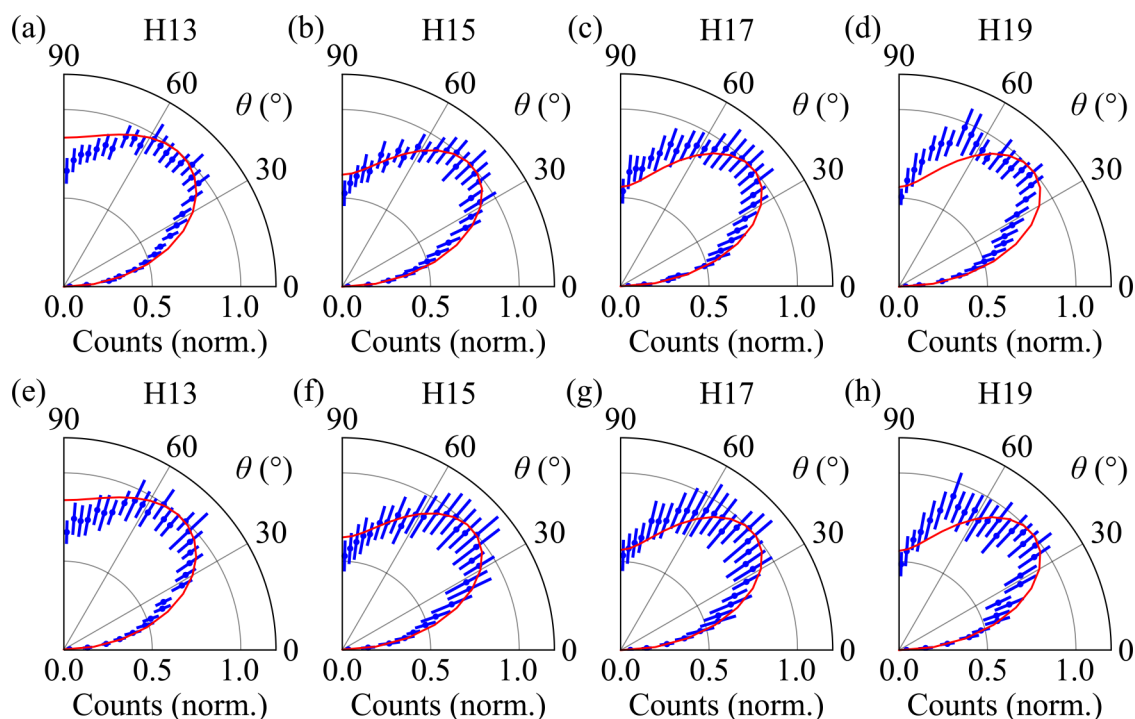 (a) H13 (b) H15 (c) H17 (d) H19
90 60 θ (°) 90 60 θ (°) 90 60 θ (°) 90 60 θ (°)
30 30 30 30
0 0 0 0
0.0 0.5 1.0 0.0 0.5 1.0 0.0 0.5 1.0 0.0 0.5 1.0
Counts (norm.) Counts (norm.) Counts (norm.) Counts (norm.)
(e) H13 (f) H15 (g) H17 (h) H19
90 60 θ (°) 90 60 θ (°) 90 60 θ (°) 90 60 θ (°)
30 30 30 30
0 0 0 0
0.0 0.5 1.0 0.0 0.5 1.0 0.0 0.5 1.0 0.0 0.5 1.0
Counts (norm.) Counts (norm.) Counts (norm.) Counts (norm.)